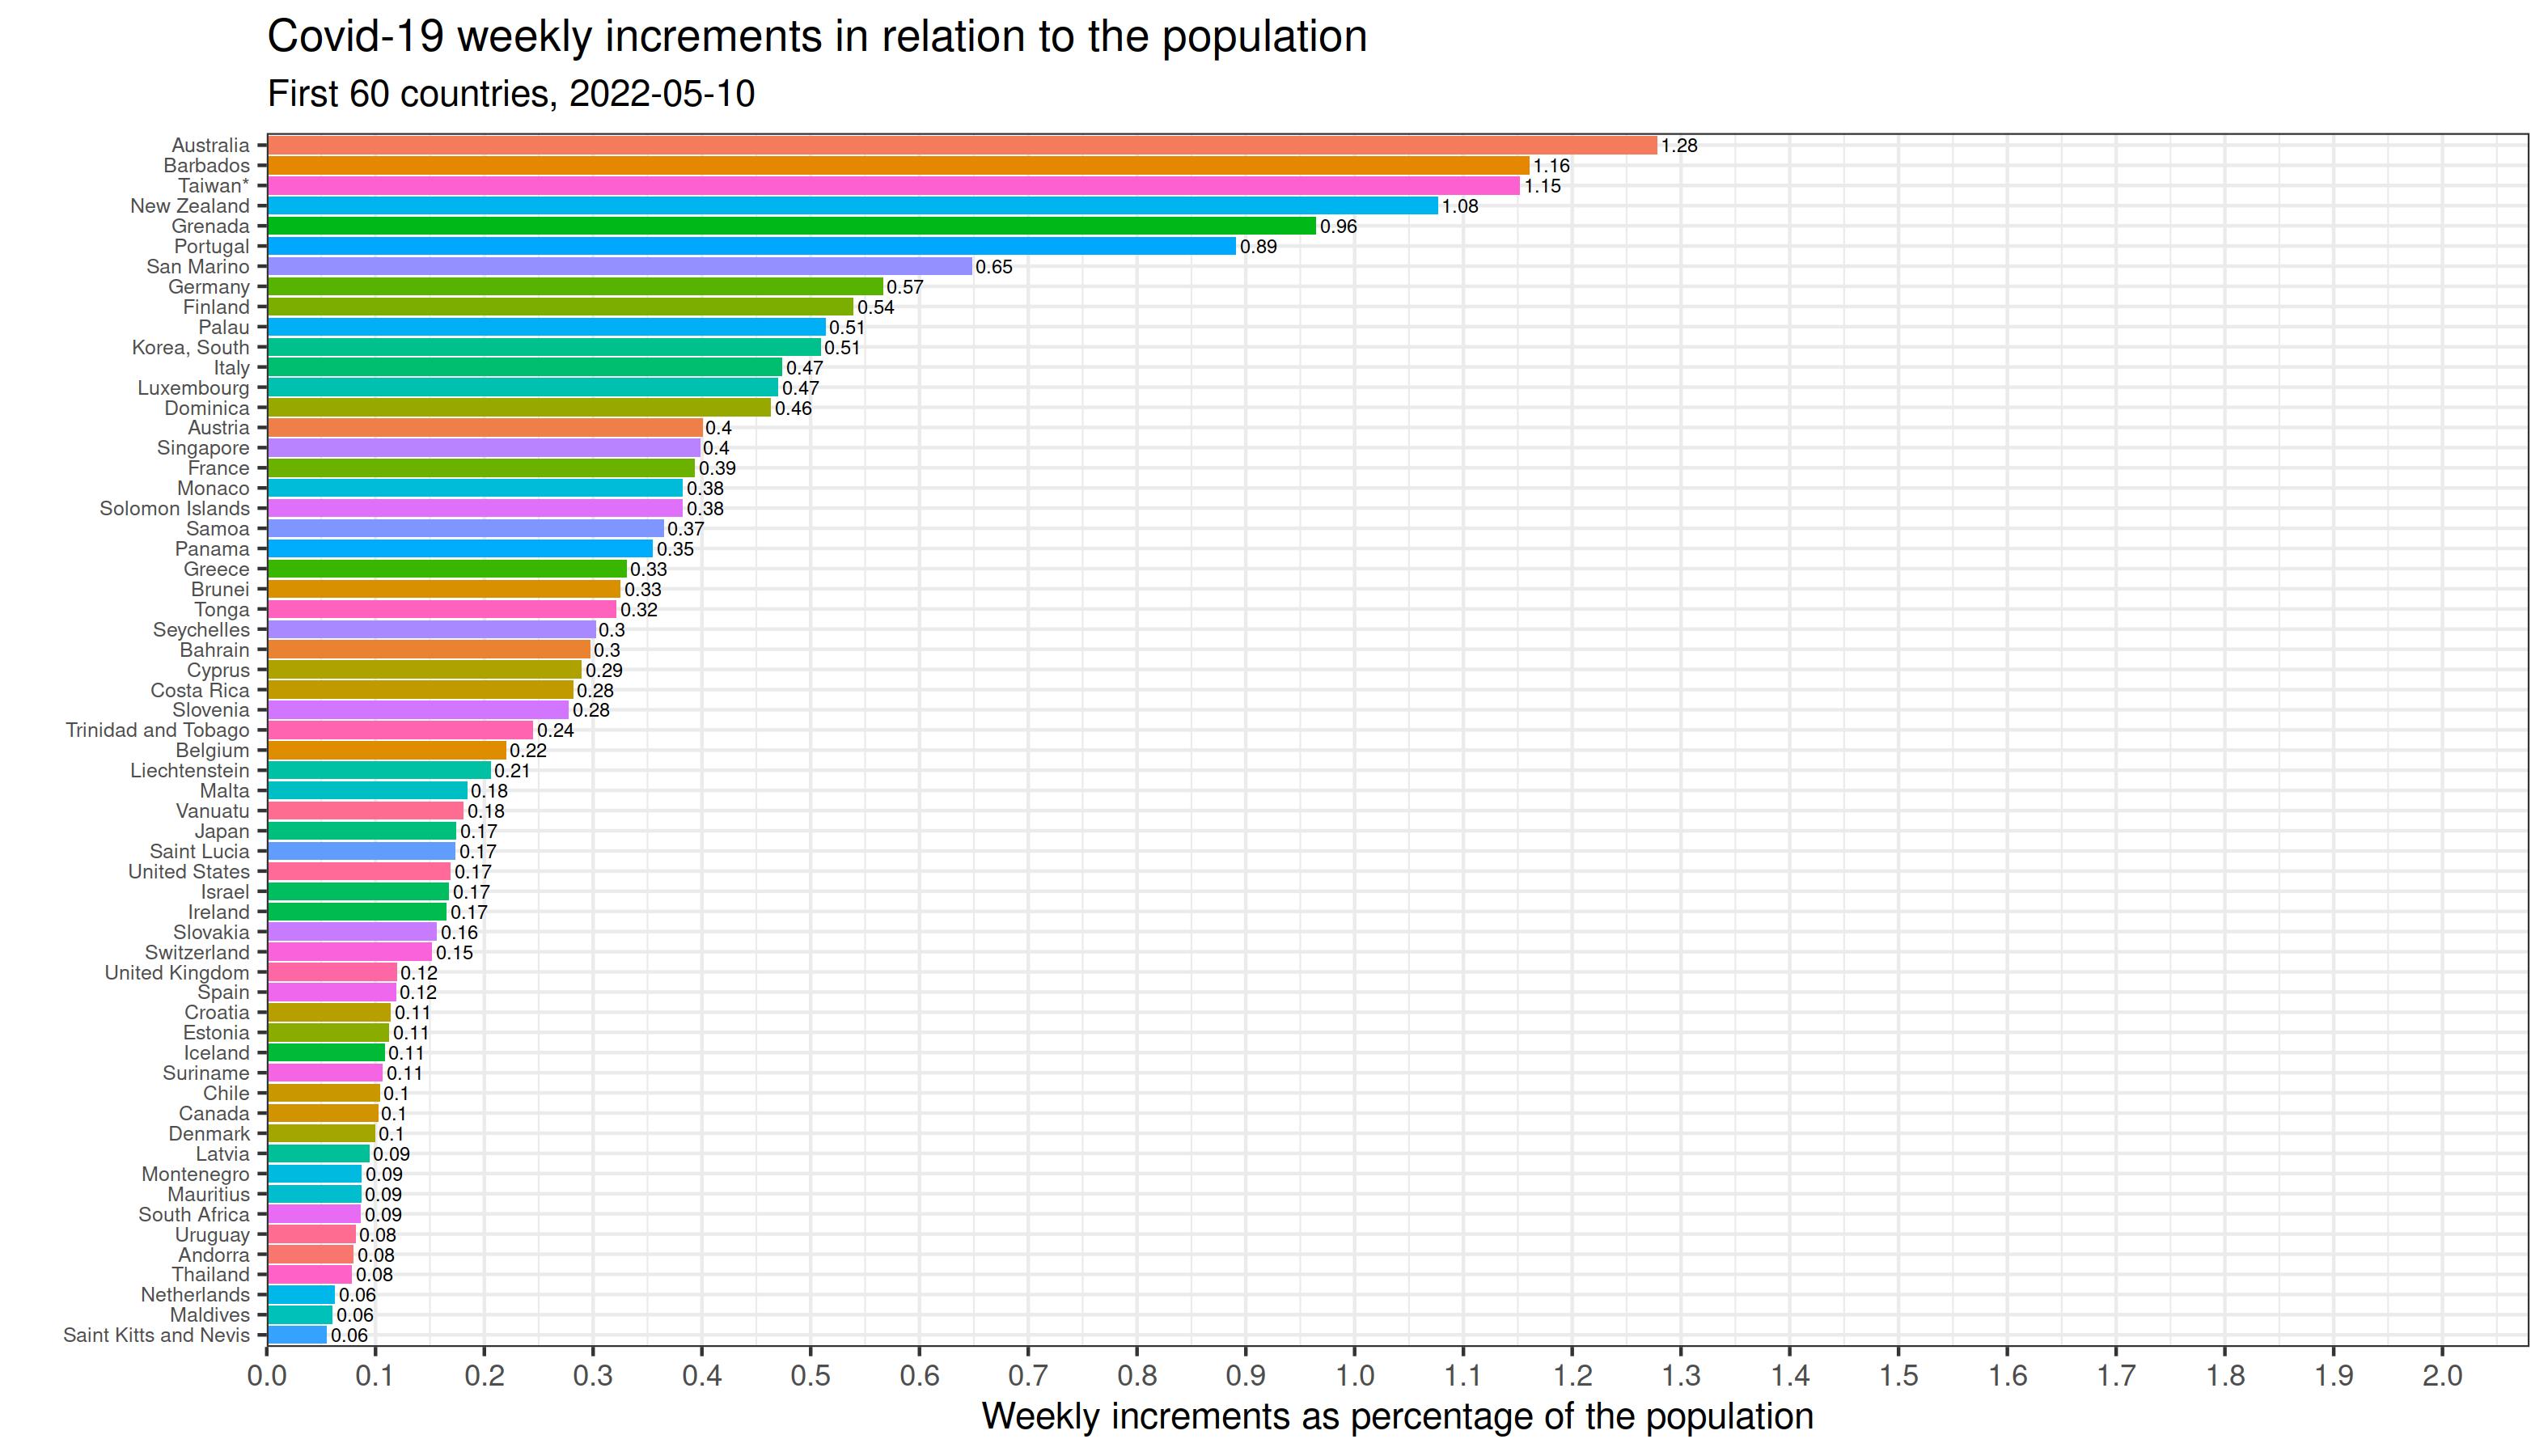 Covid-19 weekly increments in relation to the population
First 60 countries, 2022-05-10
Australia 1.28
Barbados 1.16
Taiwan* 1.15
New Zealand 1.08
Grenada 0.96
Portugal 0.89
San Marino 0.65
Germany 0.57
Finland 0.54
Palau 0.51
Korea, South 0.51
Italy 0.47
Luxembourg 0.47
Dominica 0.46
Austria 0.4
Singapore 0.4
France 0.39
Monaco 0.38
Solomon Islands 0.38
Samoa 0.37
Panama 0.35
Greece 0.33
Brunei 0.33
Tonga 0.32
Seychelles 0.3
Bahrain 0.3
Cyprus 0.29
Costa Rica 0.28
Slovenia 0.28
Trinidad and Tobago 0.24
Belgium 0.22
Liechtenstein 0.21
Malta 0.18
Vanuatu 0.18
Japan 0.17
Saint Lucia 0.17
United States 0.17
Israel 0.17
Ireland 0.17
Slovakia 0.16
Switzerland 0.15
United Kingdom 0.12
Spain 0.12
Croatia 0.11
Estonia 0.11
Iceland 0.11
Suriname 0.11
Chile 0.1
Canada 0.1
Denmark 0.1
Latvia 0.09
Montenegro 0.09
Mauritius 0.09
South Africa 0.09
Uruguay 0.08
Andorra 0.08
Thailand 0.08
Netherlands 0.06
Maldives 0.06
Saint Kitts and Nevis 0.06
0.0 0.1 0.2 0.3 0.4 0.5 0.6 0.7 0.8 0.9 1.0 1.1 1.2 1.3 1.4 1.5 1.6 1.7 1.8 1.9 2.0
Weekly increments as percentage of the population